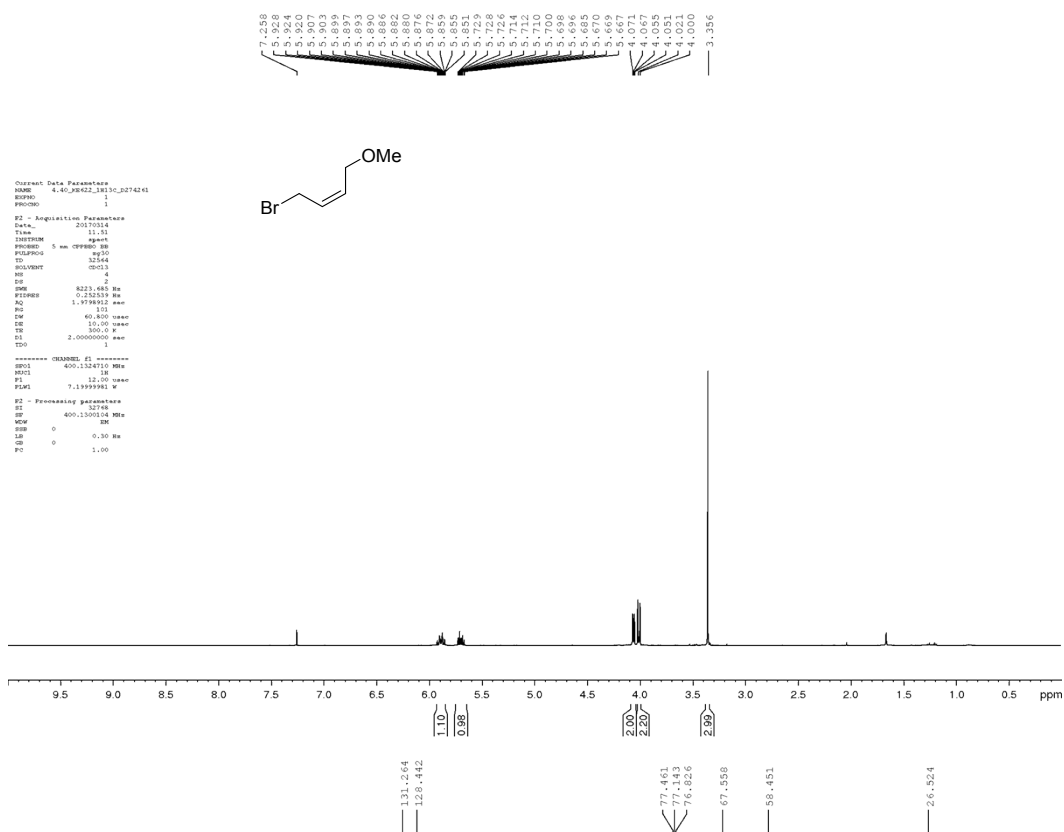 7.258
5.928
5.924
5.920
5.907
5.903
5.899
5.897
5.893
5.890
5.886
5.882
5.880
5.876
5.872
5.859
5.855
5.851
5.729
5.728
5.726
5.714
5.712
5.710
5.700
5.698
5.696
5.685
5.670
5.669
5.667
4.071
4.067
4.055
4.051
4.021
4.000
3.356
OMe
Br
Current Data Parameters
NAME 4.40_KE622_1H13C_DZ74261
EXPNO 1
PROCNO 1
F2 - Acquisition Parameters
Date_ 20170314
Time 11.51
INSTRUM spect
PROBHD 5 mm CPPBBO BB
PULPROG zg30
TD 32564
SOLVENT CDCl3
NS 4
DS 2
SWH 8223.685 Hz
FIDRES 0.252539 Hz
AQ 1.9798912 sec
RG 101
DW 60.800 usec
DE 10.00 usec
TE 300.0 K
D1 2.00000000 sec
TD0 1
======== CHANNEL f1 ========
SFO1 400.1324710 MHz
NUC1 1H
P1 12.00 usec
PLW1 7.19999981 W
F2 - Processing parameters
SI 32768
SF 400.1300104 MHz
WDW EM
SSB 0
LB 0.30 Hz
GB 0
PC 1.00
9.5 9.0 8.5 8.0 7.5 7.0 6.5 6.0 5.5 5.0 4.5 4.0 3.5 3.0 2.5 2.0 1.5 1.0 0.5 ppm
1.10
0.98
2.00
2.20
2.99
131.264
128.442
77.461
77.143
76.826
67.558
58.451
26.524